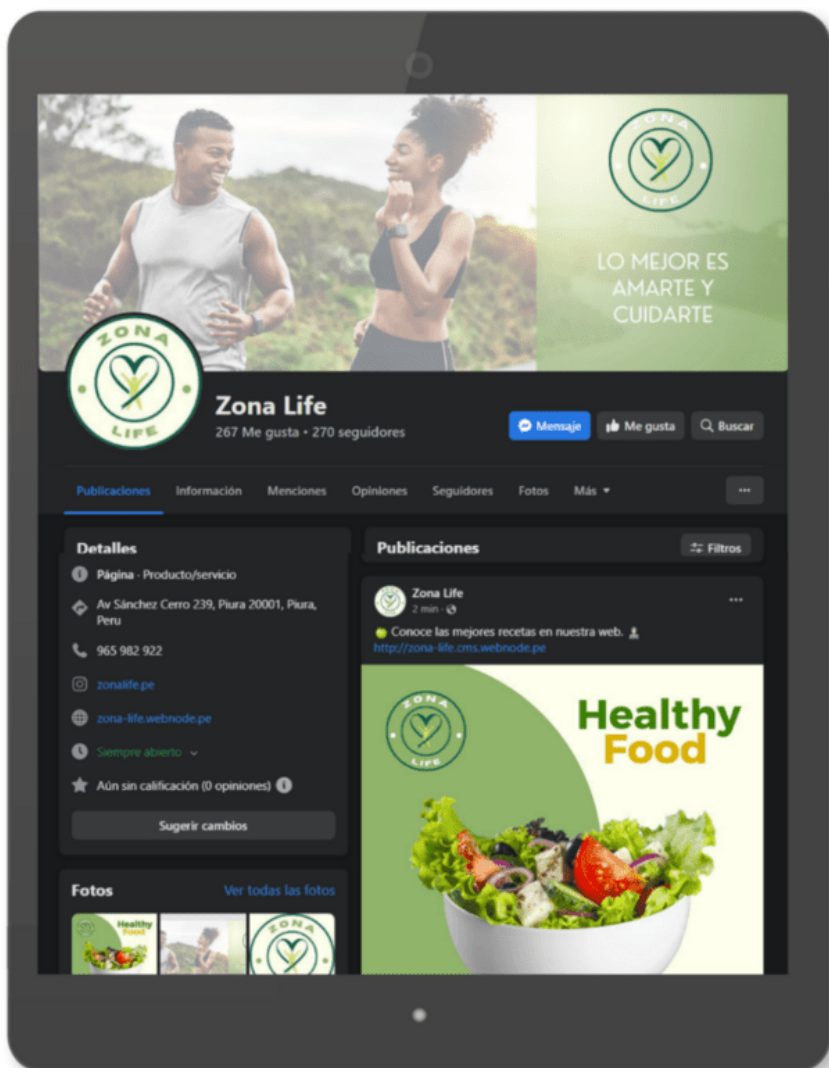 ZONA
LIFE
LO MEJOR ES
AMARTE Y
CUIDARTE
ZONA
LIFE
Zona Life
267 Me gusta • 270 seguidores
Mensaje
Me gusta
Buscar
Publicaciones Información Menciones Opiniones Seguidores Fotos Más
Detalles
Página · Producto/servicio
Av Sánchez Cerro 239, Piura 20001, Piura,
Peru
965 982 922
zonalife.pe
zona-life.webnode.pe
Siempre abierto
Aún sin calificación (0 opiniones)
Sugerir cambios
Fotos
Ver todas las fotos
Healthy
Food
ZONA
LIFE
Publicaciones
Filtros
Zona Life
2 min ·
Conoce las mejores recetas en nuestra web.
http://zona-life.cms.webnode.pe
ZONA
LIFE
Healthy
Food